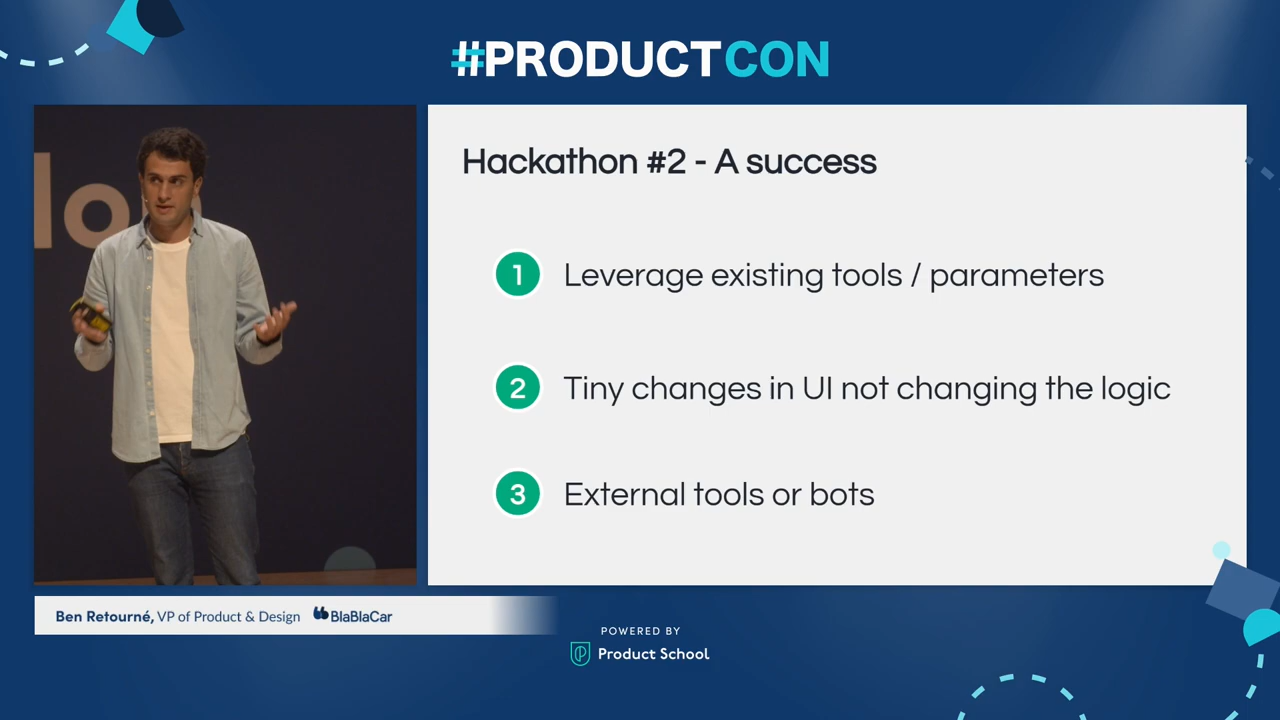 #PRODUCTCON
Hackathon #2 - A success
1 Leverage existing tools / parameters
2 Tiny changes in UI not changing the logic
3 External tools or bots
Ben Retourné, VP of Product & Design BlaBlaCar
POWERED BY
Product School